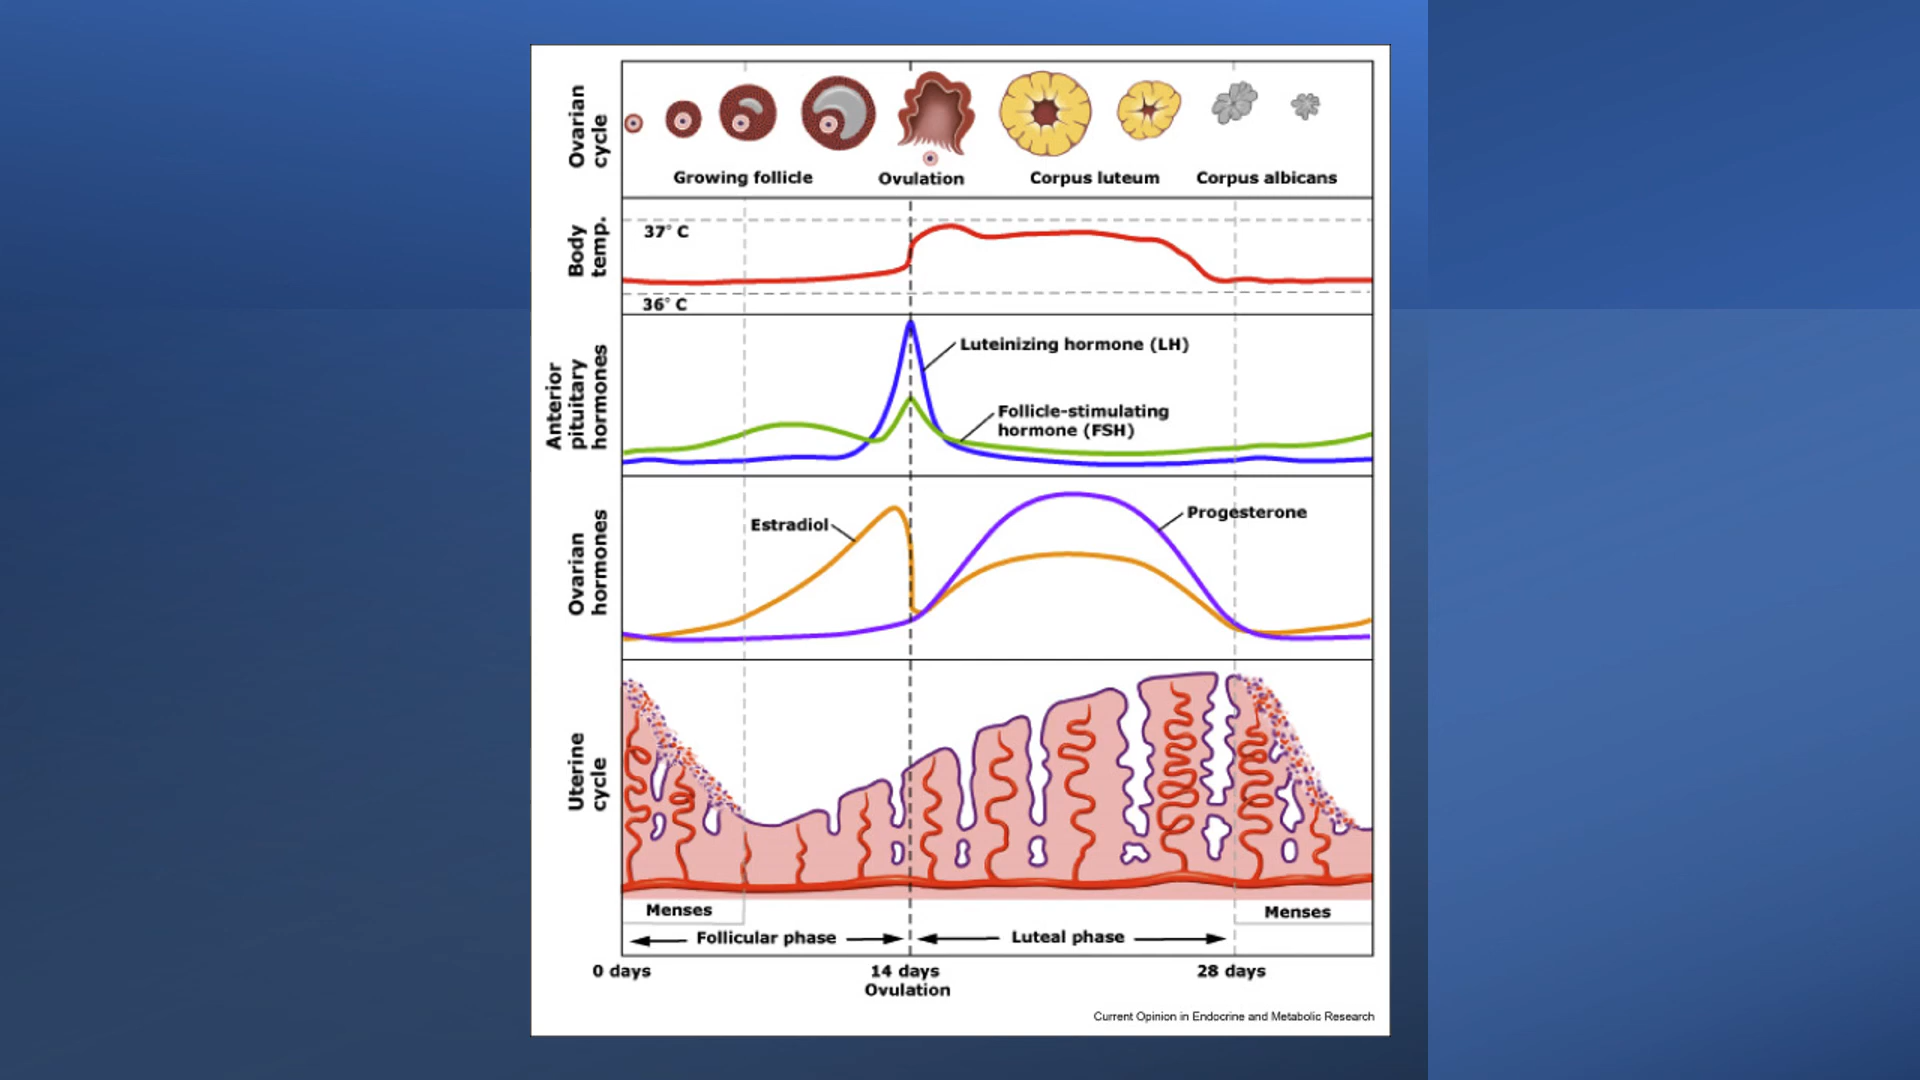 Ovarian
cycle
Growing follicle
Ovulation
Corpus luteum
Corpus albicans
Body
temp.
37° C
36° C
Anterior
pituitary
hormones
Luteinizing hormone (LH)
Follicle-stimulating
hormone (FSH)
Ovarian
hormones
Estradiol
Progesterone
Uterine
cycle
Menses
Menses
Follicular phase
Luteal phase
0 days
14 days
Ovulation
28 days
Current Opinion in Endocrine and Metabolic Research